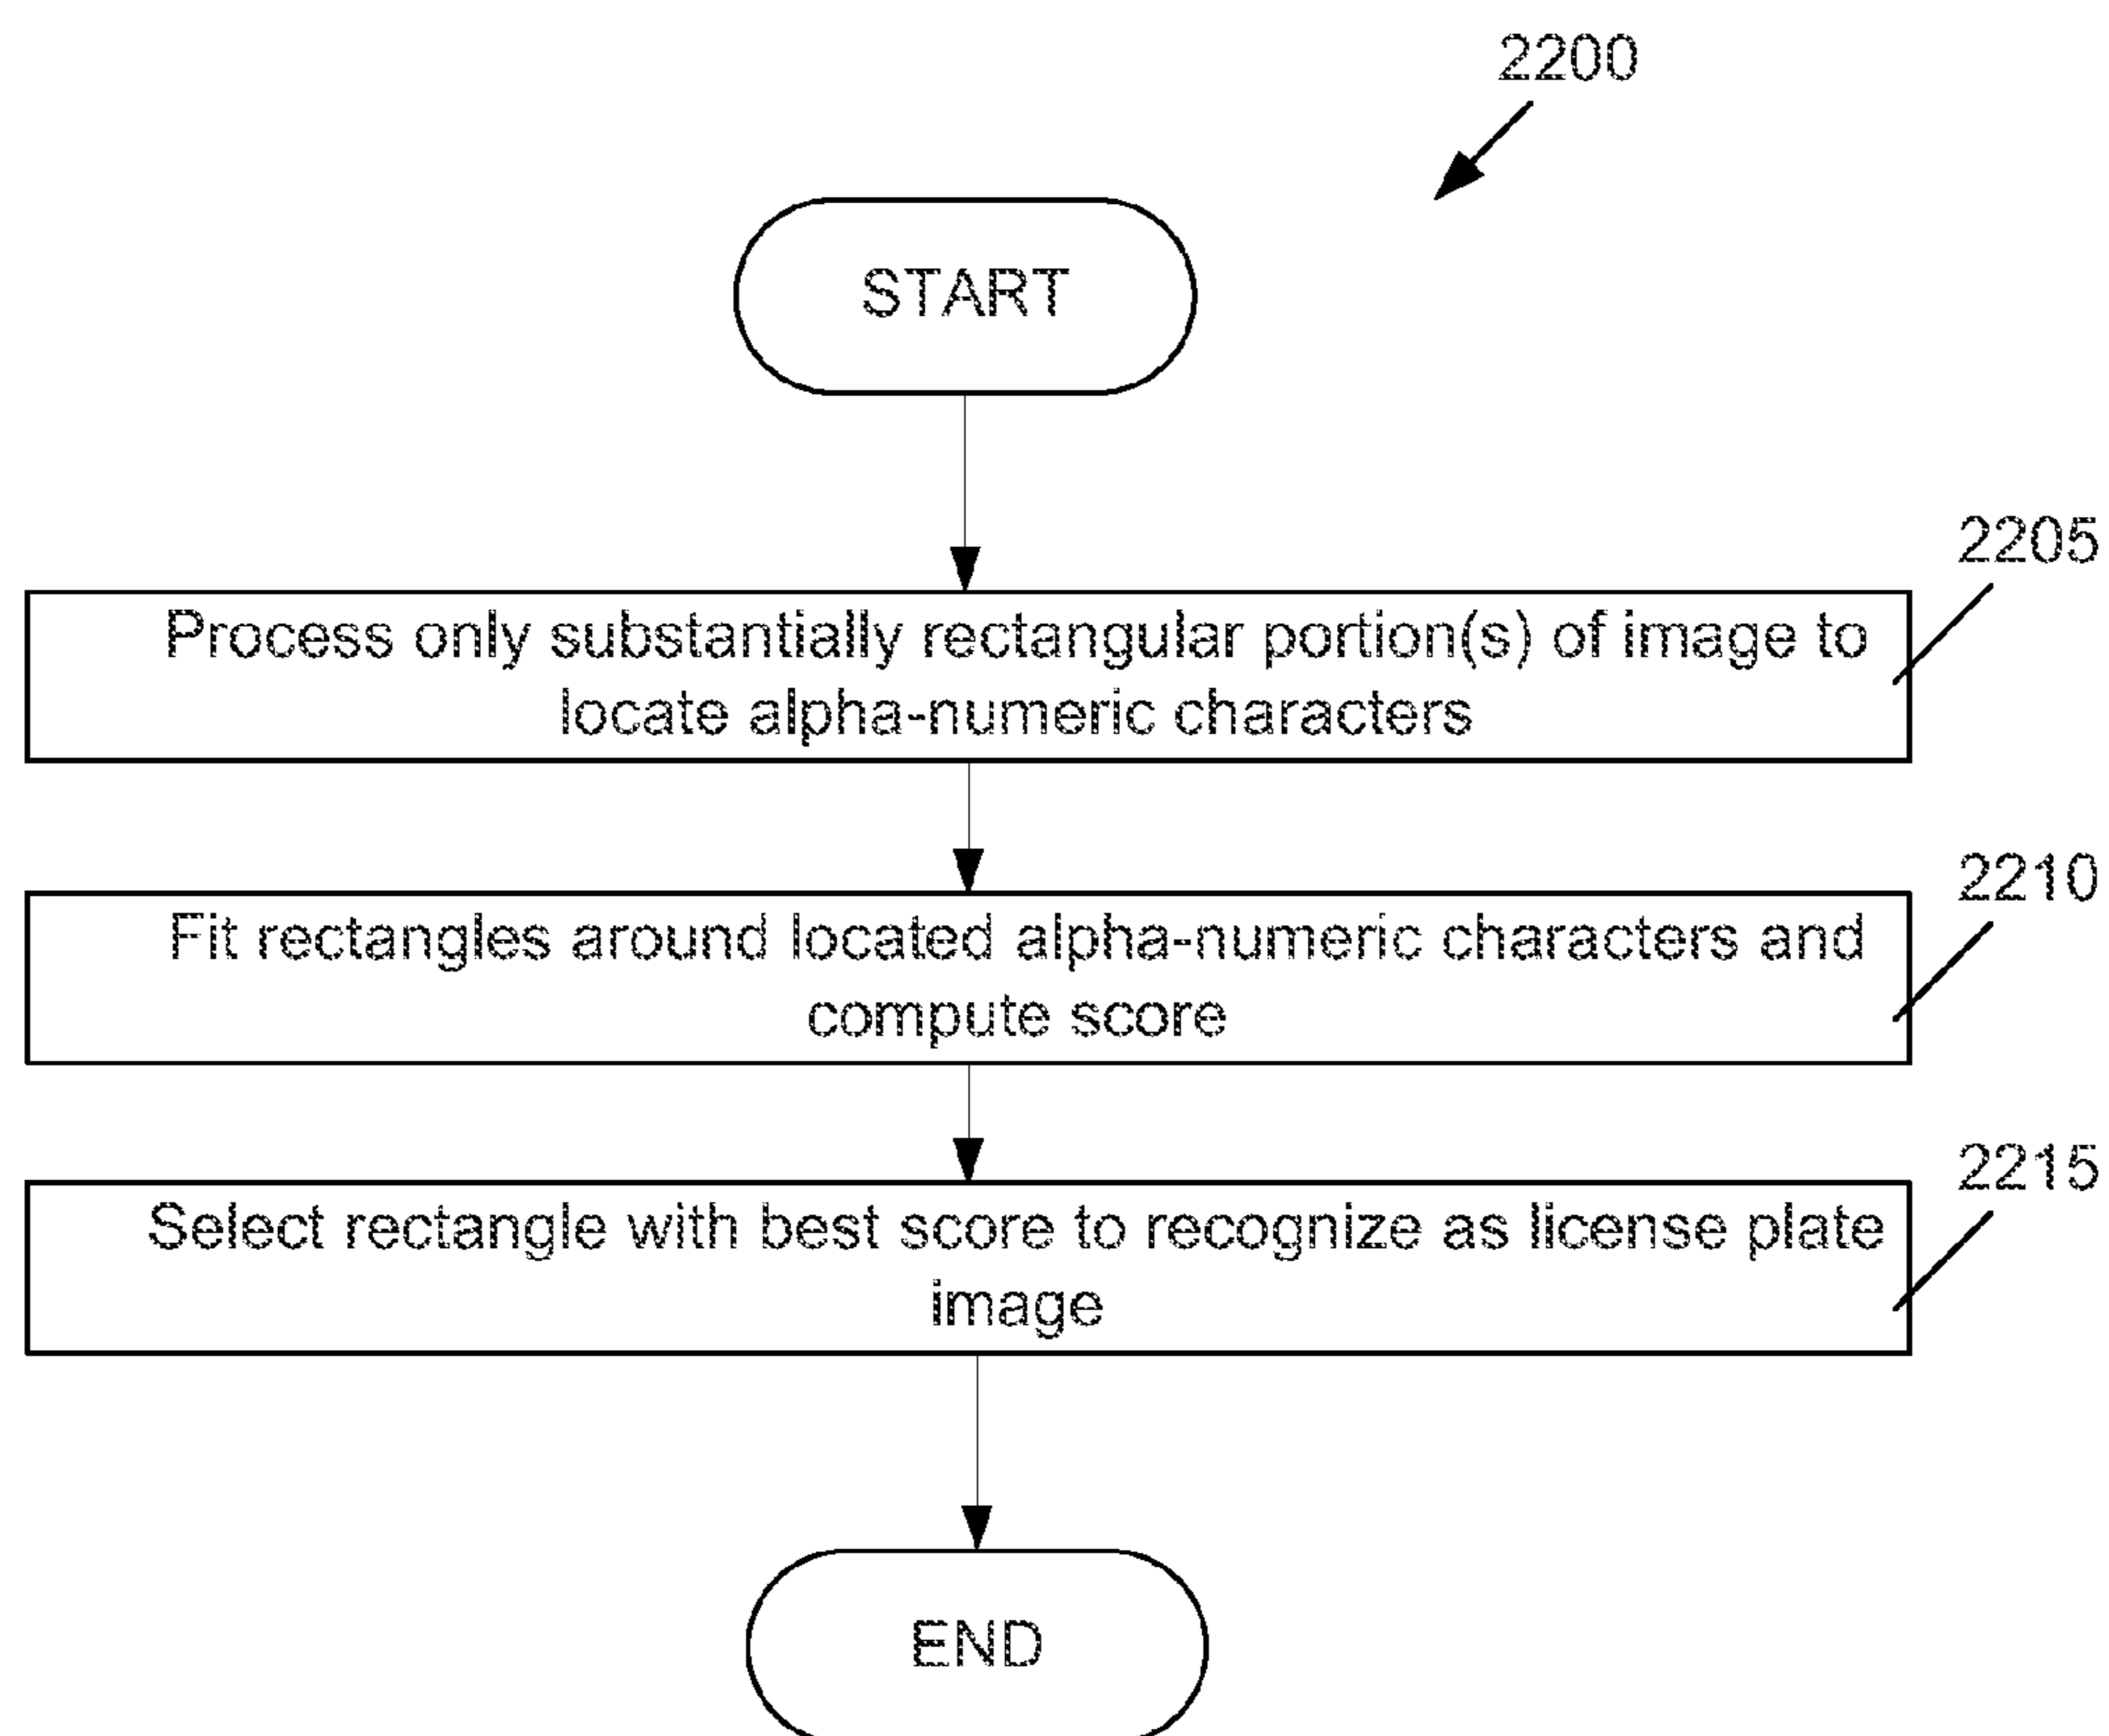 2200
START
2205
Process only substantially rectangular portion(s) of image to
locate alpha-numeric characters
2210
Fit rectangles around located alpha-numeric characters and
compute score
2215
Select rectangle with best score to recognize as license plate
image
END